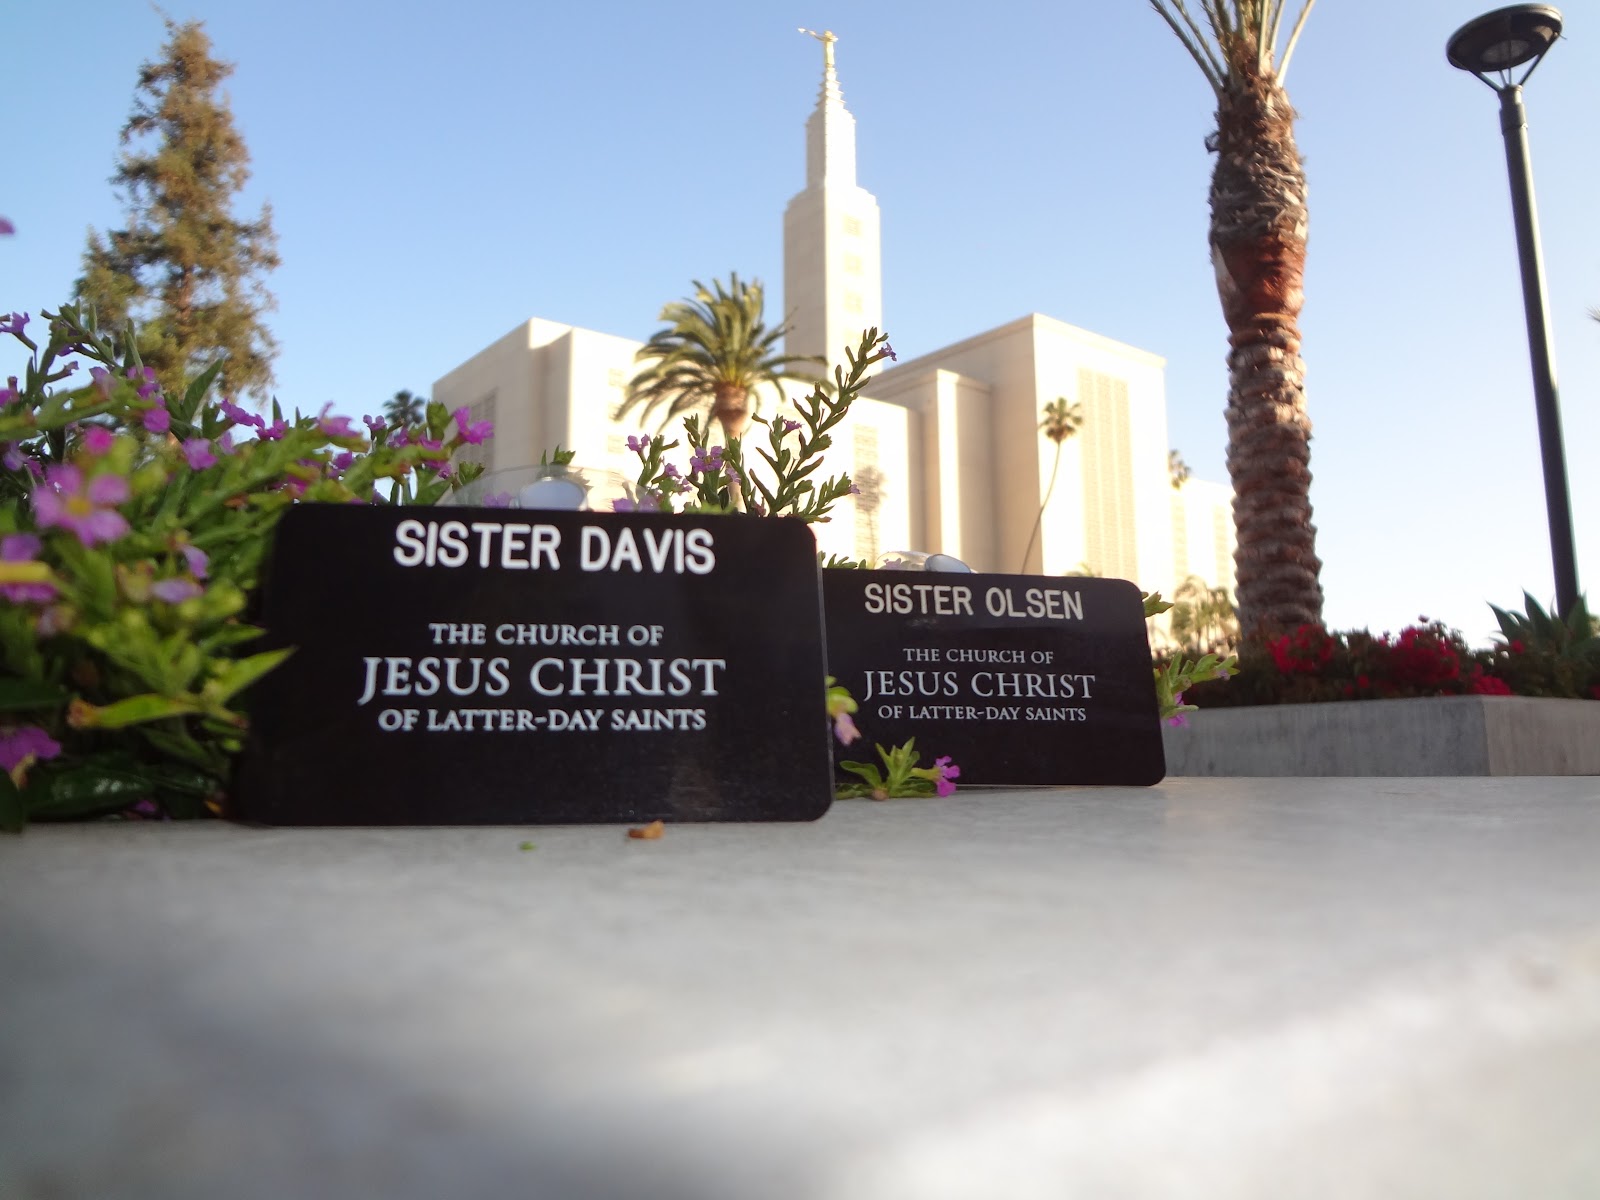 SISTER DAVIS
THE CHURCH OF
JESUS CHRIST
OF LATTER-DAY SAINTS
SISTER OLSEN
THE CHURCH OF
JESUS CHRIST
OF LATTER-DAY SAINTS